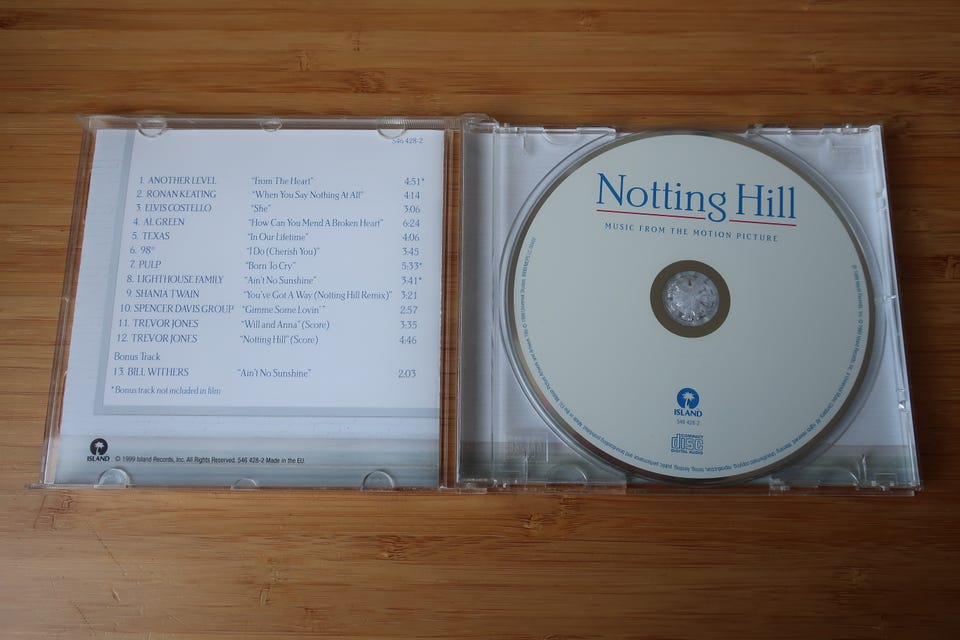 546 428-2
1. ANOTHER LEVEL "From The Heart" 4:51*
2. RONAN KEATING "When You Say Nothing At All" 4:14
3. ELVIS COSTELLO "She" 3:06
4. AL GREEN "How Can You Mend A Broken Heart" 6:24
5. TEXAS "In Our Lifetime" 4:06
6. 98° "I Do (Cherish You)" 3:45
7. PULP "Born To Cry" 5:33*
8. LIGHTHOUSE FAMILY "Ain't No Sunshine" 3:41*
9. SHANIA TWAIN "You've Got A Way (Notting Hill Remix)" 3:21
10. SPENCER DAVIS GROUP "Gimme Some Lovin'" 2:57
11. TREVOR JONES "Will and Anna" (Score) 3:35
12. TREVOR JONES "Notting Hill" (Score) 4:46
Bonus Track
13. BILL WITHERS "Ain't No Sunshine" 2:03
*Bonus track not included in film
ISLAND
© 1999 Island Records, Inc. All Rights Reserved. 546 428-2 Made in the EU.
Notting Hill
MUSIC FROM THE MOTION PICTURE
ISLAND
546 428-2
COMPACT
disc
DIGITAL AUDIO